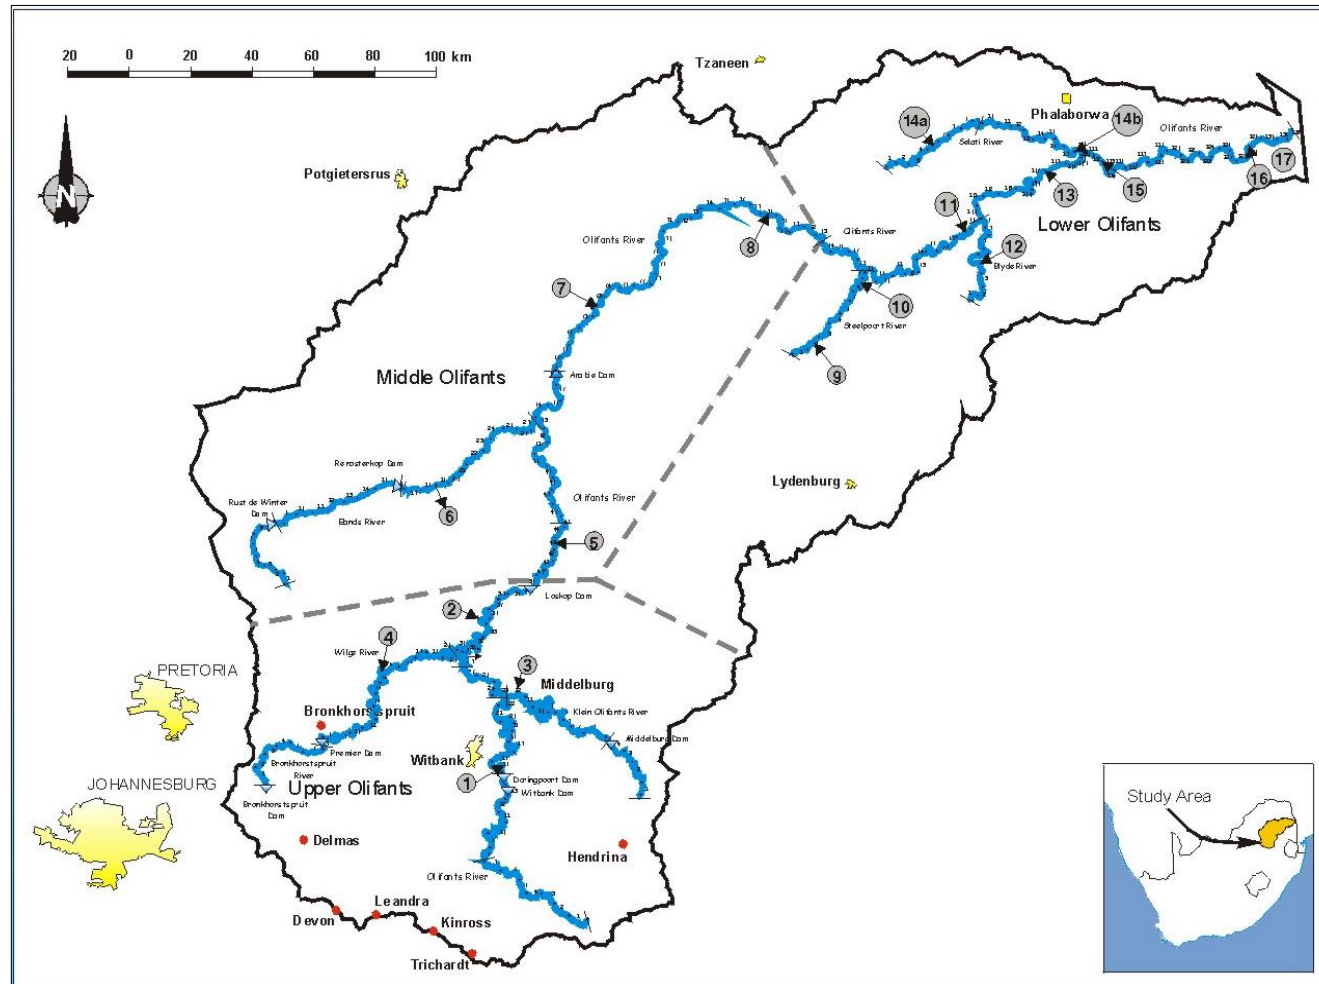 20 0 20 40 60 80 100 km
Tzaneen
N
Potgietersrus
Phalaborwa
14a
14b
Selati River
Olifants River
17
16
15
13
11
Lower Olifants
12
Blyde River
Olifants River
8
Olifants River
7
10
Steelpoort River
9
Middle Olifants
Arabie Dam
Renosterkop Dam
Lydenburg
Rust de Winter
Dam
Elands River
6
Olifants River
5
Loskop Dam
2
4
Wilge River
3
PRETORIA
Middelburg
Bronkhorstspruit
Klein Olifants River
Premier Dam
Witbank
Middelburg Dam
Bronkhorstspruit
River
1
Doringpoort Dam
JOHANNESBURG
Upper Olifants
Witbank Dam
Bronkhorstspruit
Dam
Study Area
Delmas
Hendrina
Olifants River
Leandra
Devon
Kinross
Trichardt